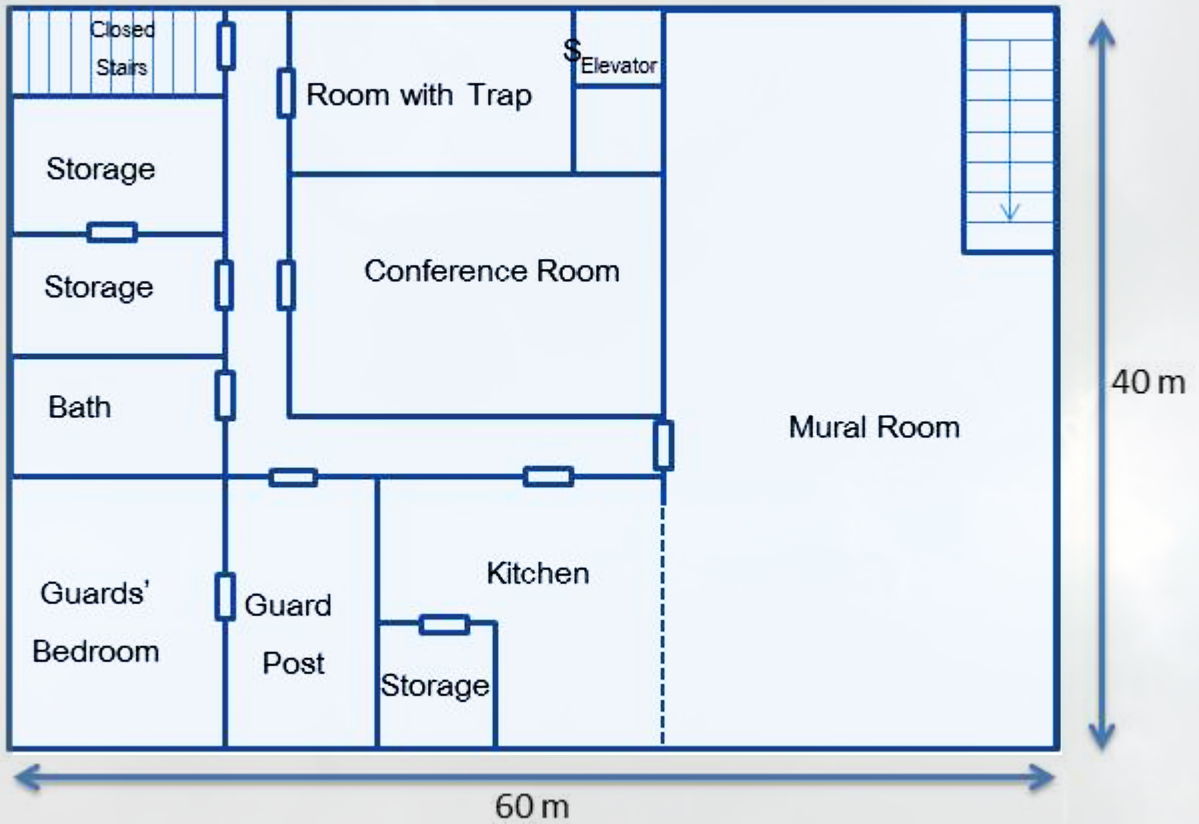 Closed
Stairs
S
Elevator
Room with Trap
Storage
Conference Room
Storage
40 m
Bath
Mural Room
Kitchen
Guards’
Bedroom
Guard
Post
Storage
60 m